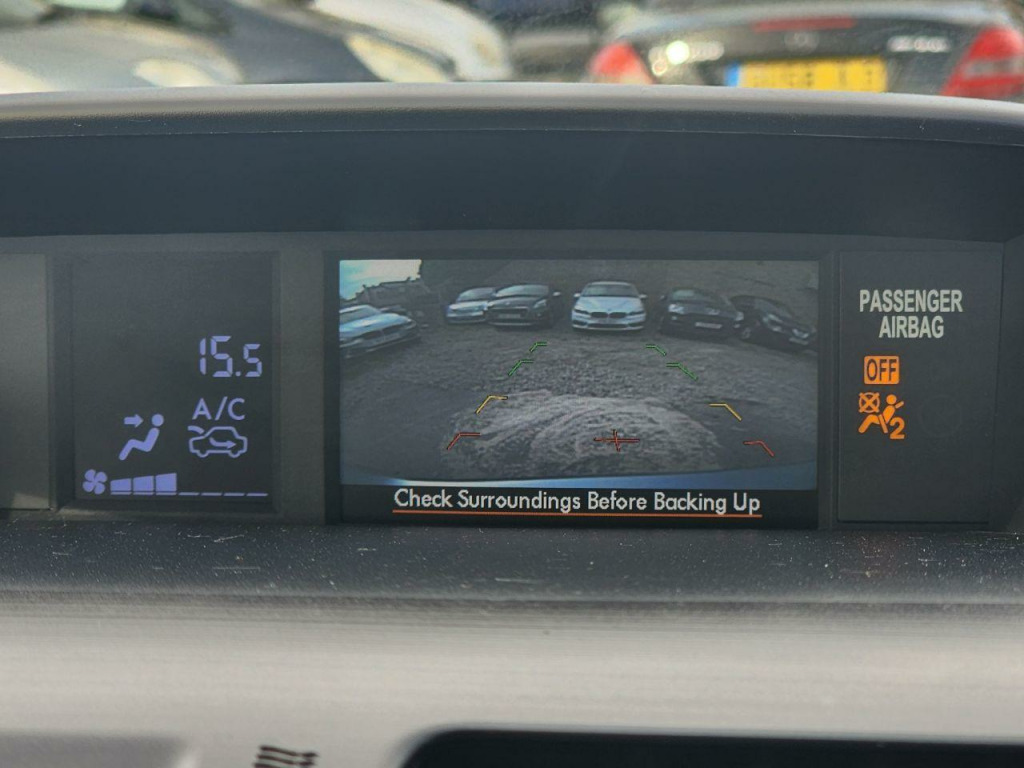 15.5
A/C
Check Surroundings Before Backing Up
PASSENGER
AIRBAG
OFF
2